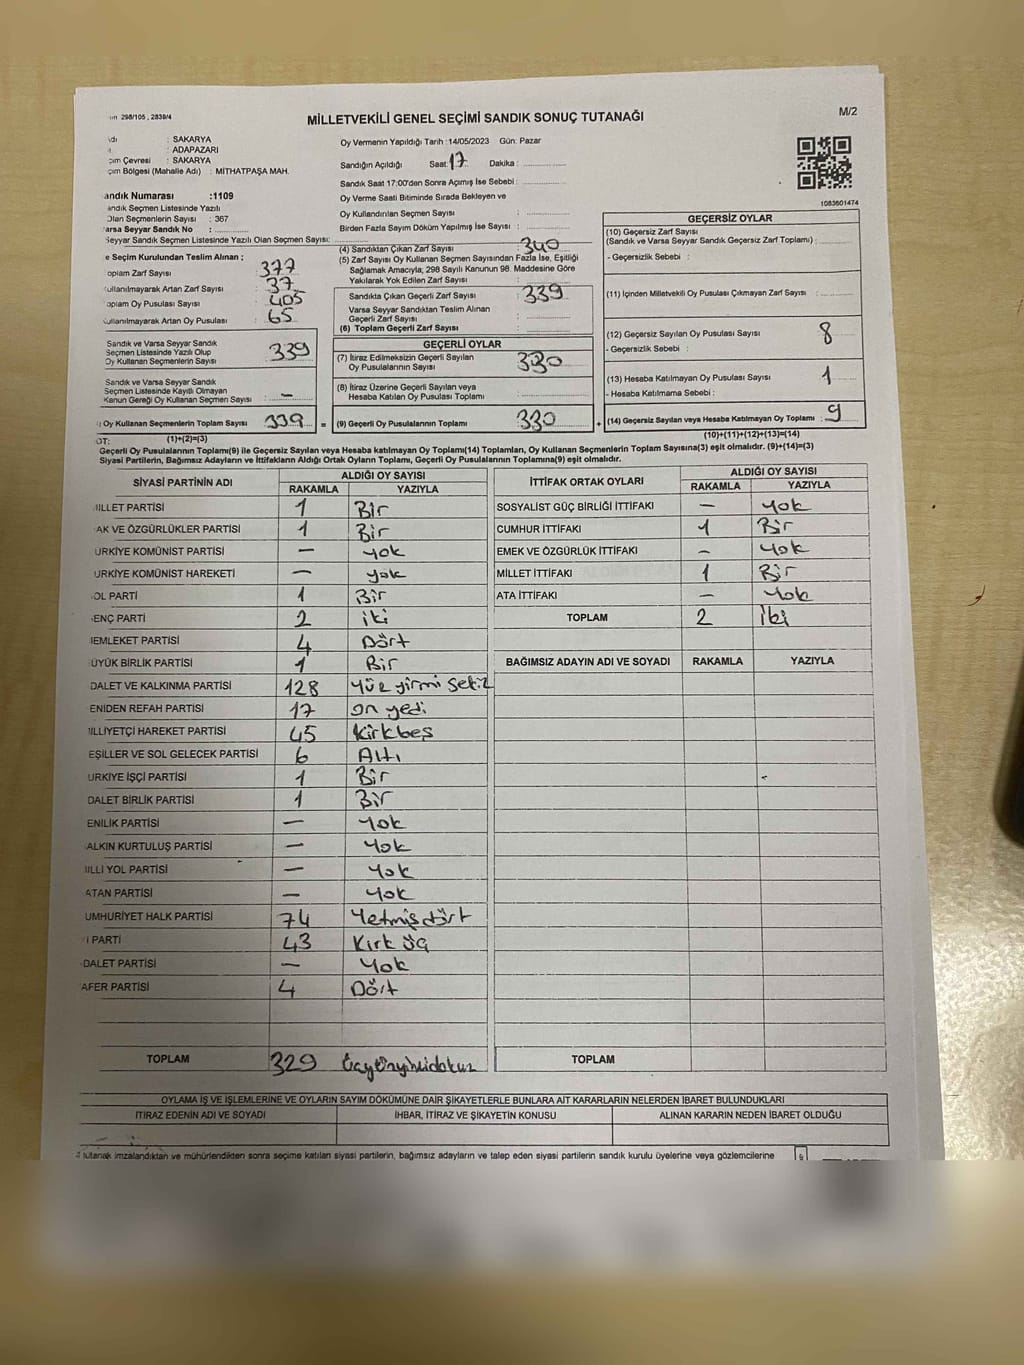 298/105 , 2839/4
MİLLETVEKİLİ GENEL SEÇİMİ SANDIK SONUÇ TUTANAĞI
M/2
: SAKARYA
: ADAPAZARI
çim Çevresi : SAKARYA
çim Bölgesi (Mahalle Adı) : MİTHATPAŞA MAH.
Oy Vermenin Yapıldığı Tarih :14/05/2023 Gün: Pazar
Sandığın Açıldığı Saat: 17 Dakika :
Sandık Saat 17:00'den Sonra Açımış İse Sebebi :
Oy Verme Saati Bitiminde Sırada Bekleyen ve
Oy Kullandırılan Seçmen Sayısı :
Birden Fazla Sayım Döküm Yapılmış İse Sayısı :
1083601474
andık Numarası :1109
andık Seçmen Listesinde Yazılı
Olan Seçmenlerin Sayısı : 367
Varsa Seyyar Sandık No :
Seyyar Sandık Seçmen Listesinde Yazılı Olan Seçmen Sayısı:
e Seçim Kurulundan Teslim Alınan ;
oplam Zarf Sayısı : 377
ullanılmayarak Artan Zarf Sayısı : 37
oplam Oy Pusulası Sayısı : 405
ullanılmayarak Artan Oy Pusulası : 65
Sandık ve Varsa Seyyar Sandık
Seçmen Listesinde Yazılı Olup
Oy Kullanan Seçmenlerin Sayısı : 339
Sandık ve Varsa Seyyar Sandık
Seçmen Listesinde Kayıtlı Olmayan
Kanun Gereği Oy Kullanan Seçmen Sayısı : –
Oy Kullanan Seçmenlerin Toplam Sayısı : 339 =
(1)+(2)=(3)
(4) Sandıktan Çıkan Zarf Sayısı : 340
(5) Zarf Sayısı Oy Kullanan Seçmen Sayısından Fazla İse, Eşitliği
Sağlamak Amacıyla; 298 Sayılı Kanunun 98. Maddesine Göre
Yakılarak Yok Edilen Zarf Sayısı :
Sandıkta Çıkan Geçerli Zarf Sayısı : 339
Varsa Seyyar Sandıktan Teslim Alınan
Geçerli Zarf Sayısı :
(6) Toplam Geçerli Zarf Sayısı :
GEÇERLİ OYLAR
(7) İtiraz Edilmeksizin Geçerli Sayılan
Oy Pusulalarının Sayısı : 330
(8) İtiraz Üzerine Geçerli Sayılan veya
Hesaba Katılan Oy Pusulası Toplamı :
(9) Geçerli Oy Pusulalarının Toplamı : 330 +
GEÇERSİZ OYLAR
(10) Geçersiz Zarf Sayısı
(Sandık ve Varsa Seyyar Sandık Geçersiz Zarf Toplamı) :
- Geçersizlik Sebebi :
(11) İçinden Milletvekili Oy Pusulası Çıkmayan Zarf Sayısı :
(12) Geçersiz Sayılan Oy Pusulası Sayısı : 8
- Geçersizlik Sebebi :
(13) Hesaba Katılmayan Oy Pusulası Sayısı : 1
- Hesaba Katılmama Sebebi :
(14) Geçersiz Sayılan veya Hesaba Katılmayan Oy Toplamı : 9
(10)+(11)+(12)+(13)=(14)
OT:
Geçerli Oy Pusulalarının Toplamı(9) ile Geçersiz Sayılan veya Hesaba katılmayan Oy Toplamı(14) Toplamları, Oy Kullanan Seçmenlerin Toplam Sayısına(3) eşit olmalıdır. (9)+(14)=(3)
Siyasi Partilerin, Bağımsız Adayların ve İttifakların Aldığı Ortak Oyların Toplamı, Geçerli Oy Pusulalarının Toplamına(9) eşit olmalıdır.
SİYASİ PARTİNİN ADI ALDIĞI OY SAYISI
RAKAMLA YAZIYLA
İLLET PARTİSİ 1 Bir
AK VE ÖZGÜRLÜKLER PARTİSİ 1 Bir
ÜRKİYE KOMÜNİST PARTİSİ – yok
ÜRKİYE KOMÜNİST HAREKETİ – yok
OL PARTİ 1 Bir
ENÇ PARTİ 2 iki
EMLEKET PARTİSİ 4 Dört
ÜYÜK BİRLİK PARTİSİ 1 Bir
DALET VE KALKINMA PARTİSİ 128 Yüz yirmi sekiz
ENİDEN REFAH PARTİSİ 17 on yedi
İLLİYETÇİ HAREKET PARTİSİ 45 Kırkbeş
EŞİLLER VE SOL GELECEK PARTİSİ 6 Altı
ÜRKİYE İŞÇİ PARTİSİ 1 Bir
DALET BİRLİK PARTİSİ 1 Bir
ENİLİK PARTİSİ – Yok
ALKIN KURTULUŞ PARTİSİ – Yok
İLLİ YOL PARTİSİ – Yok
ATAN PARTİSİ – Yok
UMHURİYET HALK PARTİSİ 74 Yetmiş dört
İ PARTİ 43 Kırk üç
DALET PARTİSİ – Yok
AFER PARTİSİ 4 Dört
TOPLAM 329
İTTİFAK ORTAK OYLARI ALDIĞI OY SAYISI
RAKAMLA YAZIYLA
SOSYALİST GÜÇ BİRLİĞİ İTTİFAKI – Yok
CUMHUR İTTİFAKI 1 Bir
EMEK VE ÖZGÜRLÜK İTTİFAKI – Yok
MİLLET İTTİFAKI 1 Bir
ATA İTTİFAKI – Yok
TOPLAM 2 İki
BAĞIMSIZ ADAYIN ADI VE SOYADI RAKAMLA YAZIYLA
TOPLAM
OYLAMA İŞ VE İŞLEMLERİNE VE OYLARIN SAYIM DÖKÜMÜNE DAİR ŞİKAYETLERLE BUNLARA AİT KARARLARIN NELERDEN İBARET BULUNDUKLARI
İTİRAZ EDENİN ADI VE SOYADI İHBAR, İTİRAZ VE ŞİKAYETİN KONUSU ALINAN KARARIN NEDEN İBARET OLDUĞU
tutanak imzalandıktan ve mühürlendikten sonra seçime katılan siyasi partilerin, bağımsız adayların ve talep eden siyasi partilerin sandık kurulu üyelerine veya gözlemcilerine